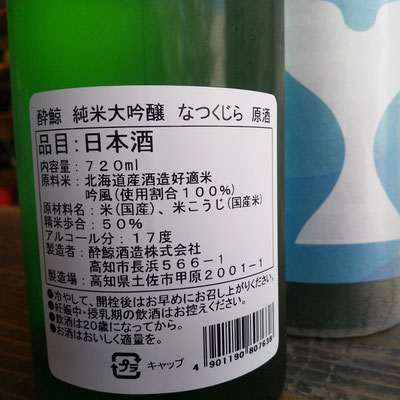 酔鯨 純米大吟醸 なつくじら 原酒
品目:日本酒
内容量:720ml
原料米:北海道産酒造好適米
吟風(使用割合100%)
原材料名:米(国産)、米こうじ(国産米)
精米歩合:50%
アルコール分:17度
製造者:酔鯨酒造株式会社
高知市長浜566-1
製造場:高知県土佐市甲原2001-1
●冷やして、開栓後はお早めにお召し上がりください。
●妊娠中・授乳期の飲酒はお控えください。
●飲酒は20歳になってから。
●お酒はおいしく適量を。
プラ
キャップ
4 901190 807638